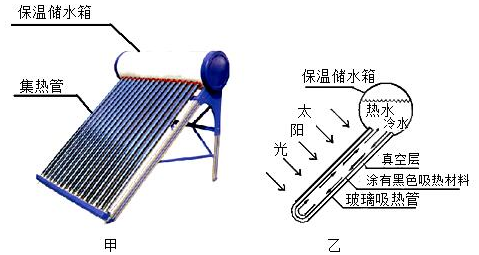 保温储水箱
集热管
甲
保温储水箱
热水
冷水
太
阳
光
真空层
涂有黑色吸热材料
玻璃吸热管
乙